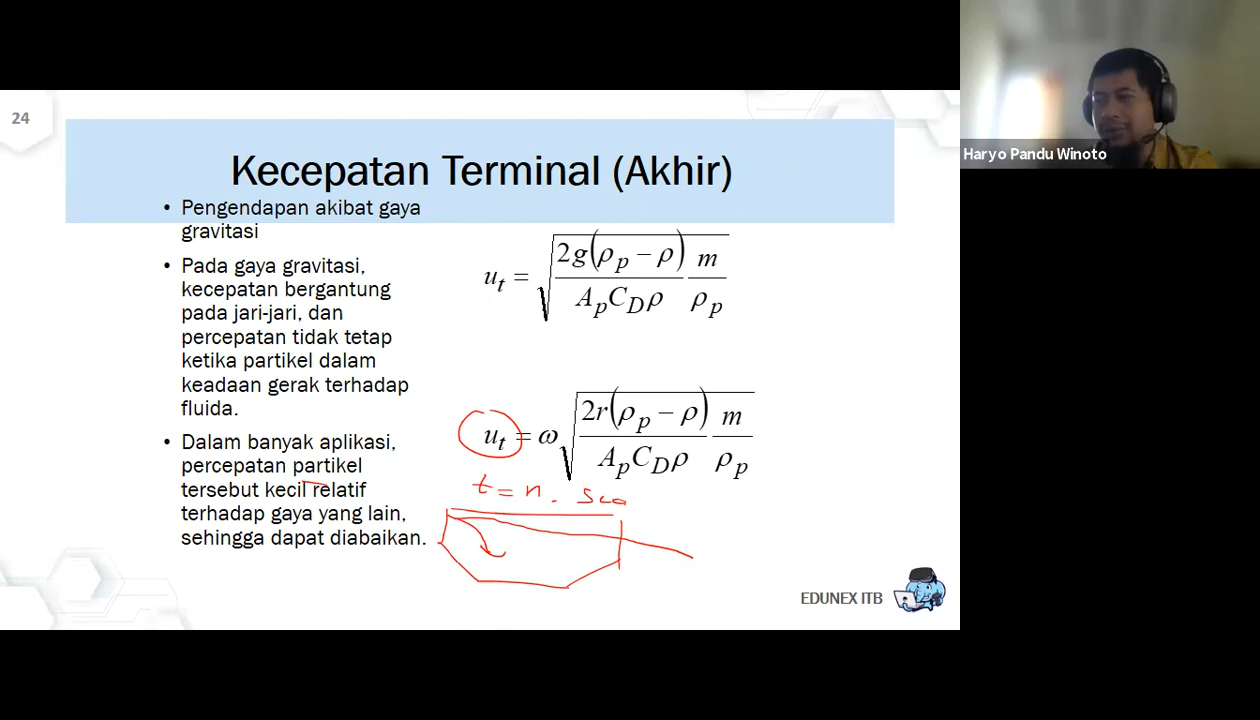 24
Kecepatan Terminal (Akhir)
• Pengendapan akibat gaya
gravitasi
• Pada gaya gravitasi,
kecepatan bergantung
pada jari-jari, dan
percepatan tidak tetap
ketika partikel dalam
keadaan gerak terhadap
fluida.
• Dalam banyak aplikasi,
percepatan partikel
tersebut kecil relatif
terhadap gaya yang lain,
sehingga dapat diabaikan.
u_t = √(2g(ρ_p − ρ) / (A_p C_D ρ) · m / ρ_p)
u_t = ω √(2r(ρ_p − ρ) / (A_p C_D ρ) · m / ρ_p)
t = n.
EDUNEX ITB
Haryo Pandu Winoto